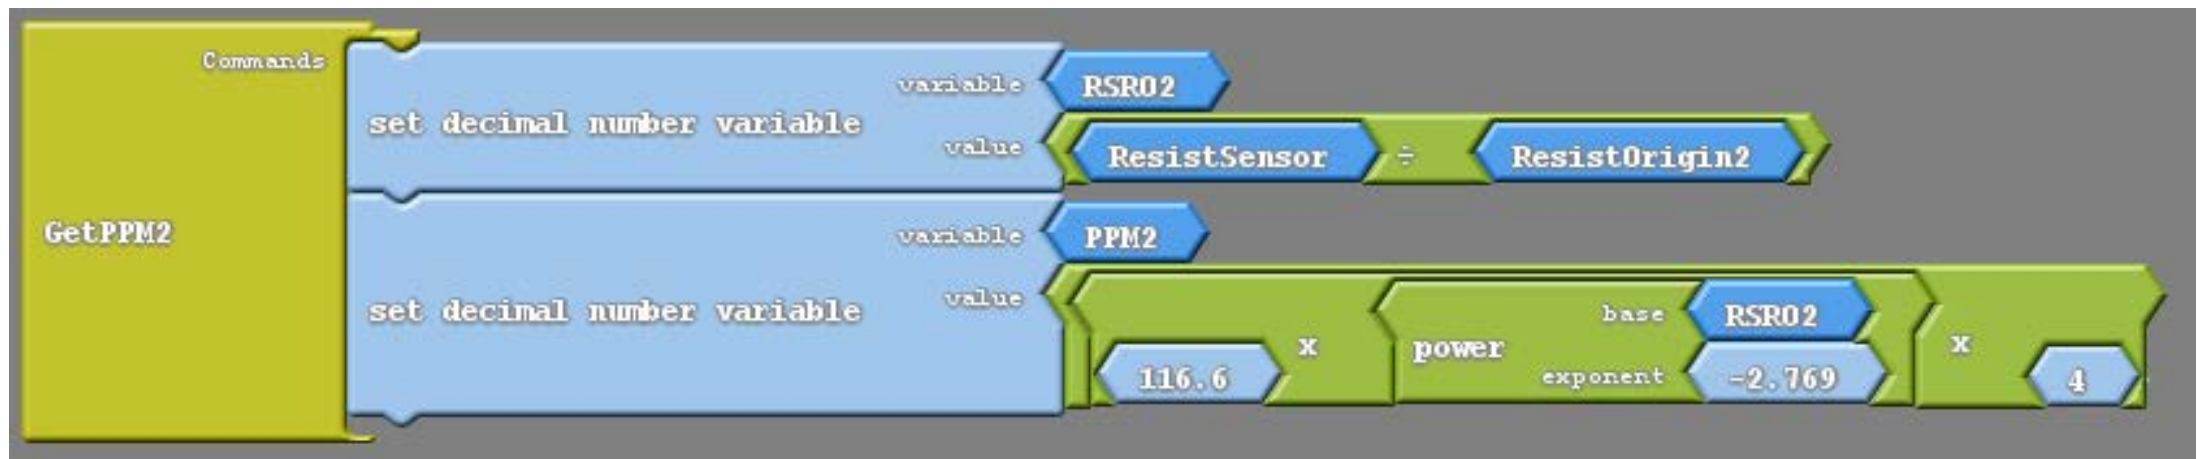 Commands
variable RSRO2
set decimal number variable
value ResistSensor ÷ ResistOrigin2
GetPPM2
variable PPM2
set decimal number variable
value 116.6 x power base RSRO2 exponent -2.769 x 4